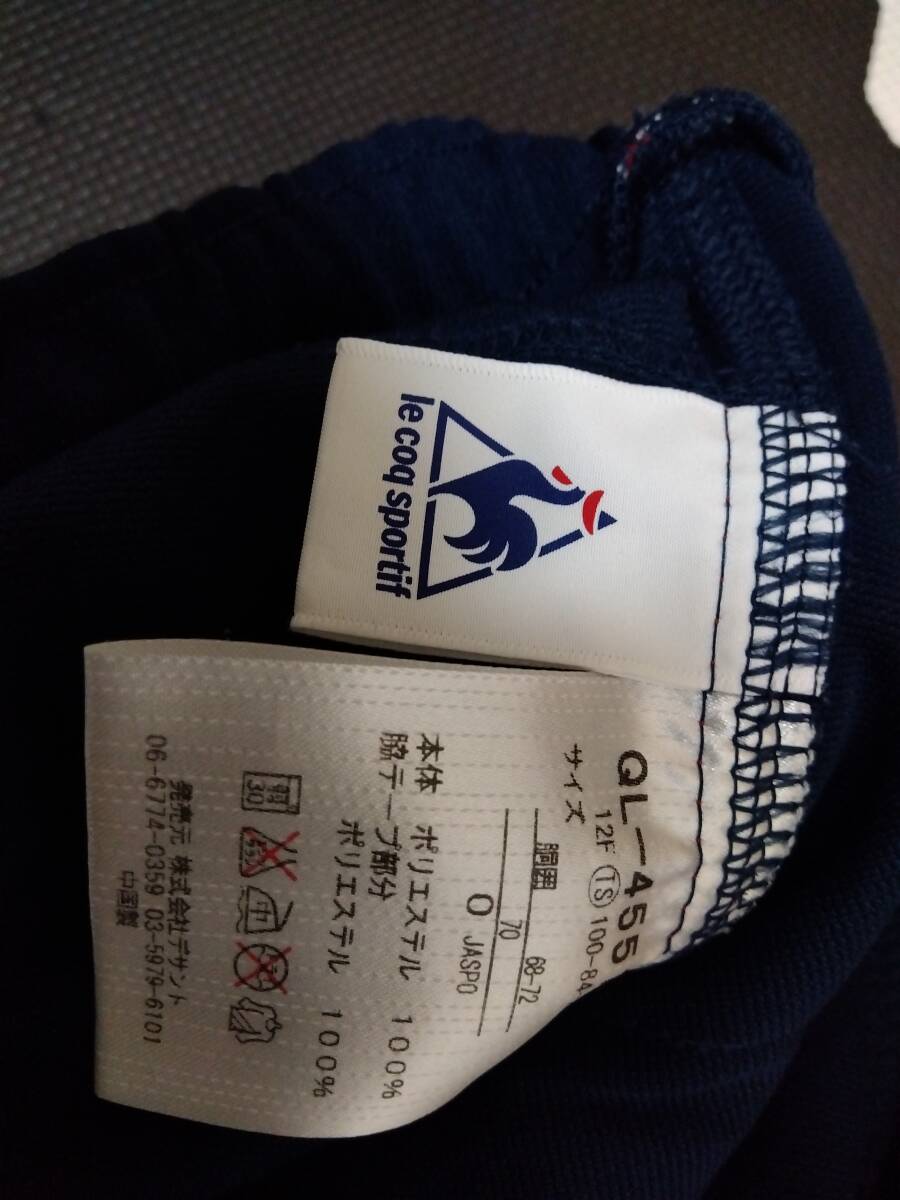 le coq sportif
QL-455
12F (TS) 100-84
サイズ
胴囲 68-72
70
O JASPO
本体 ポリエステル 100%
脇テープ部分
ポリエステル 100%
30
発売元 株式会社デサント
06-6774-0359 03-5979-6101
中国製